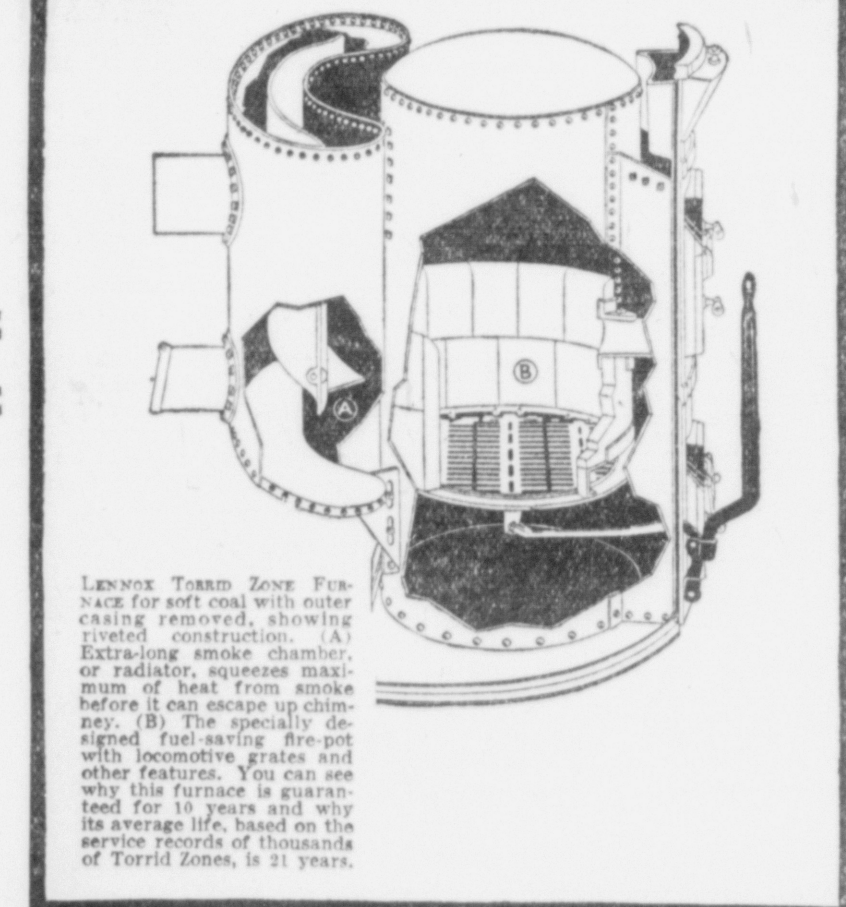 A
B
LENNOX TORRID ZONE FUR-
NACE for soft coal with outer
casing removed, showing
riveted construction. (A)
Extra-long smoke chamber,
or radiator, squeezes maxi-
mum of heat from smoke
before it can escape up chim-
ney. (B) The specially de-
signed fuel-saving fire-pot
with locomotive grates and
other features. You can see
why this furnace is guaran-
teed for 10 years and why
its average life, based on the
service records of thousands
of Torrid Zones, is 21 years.